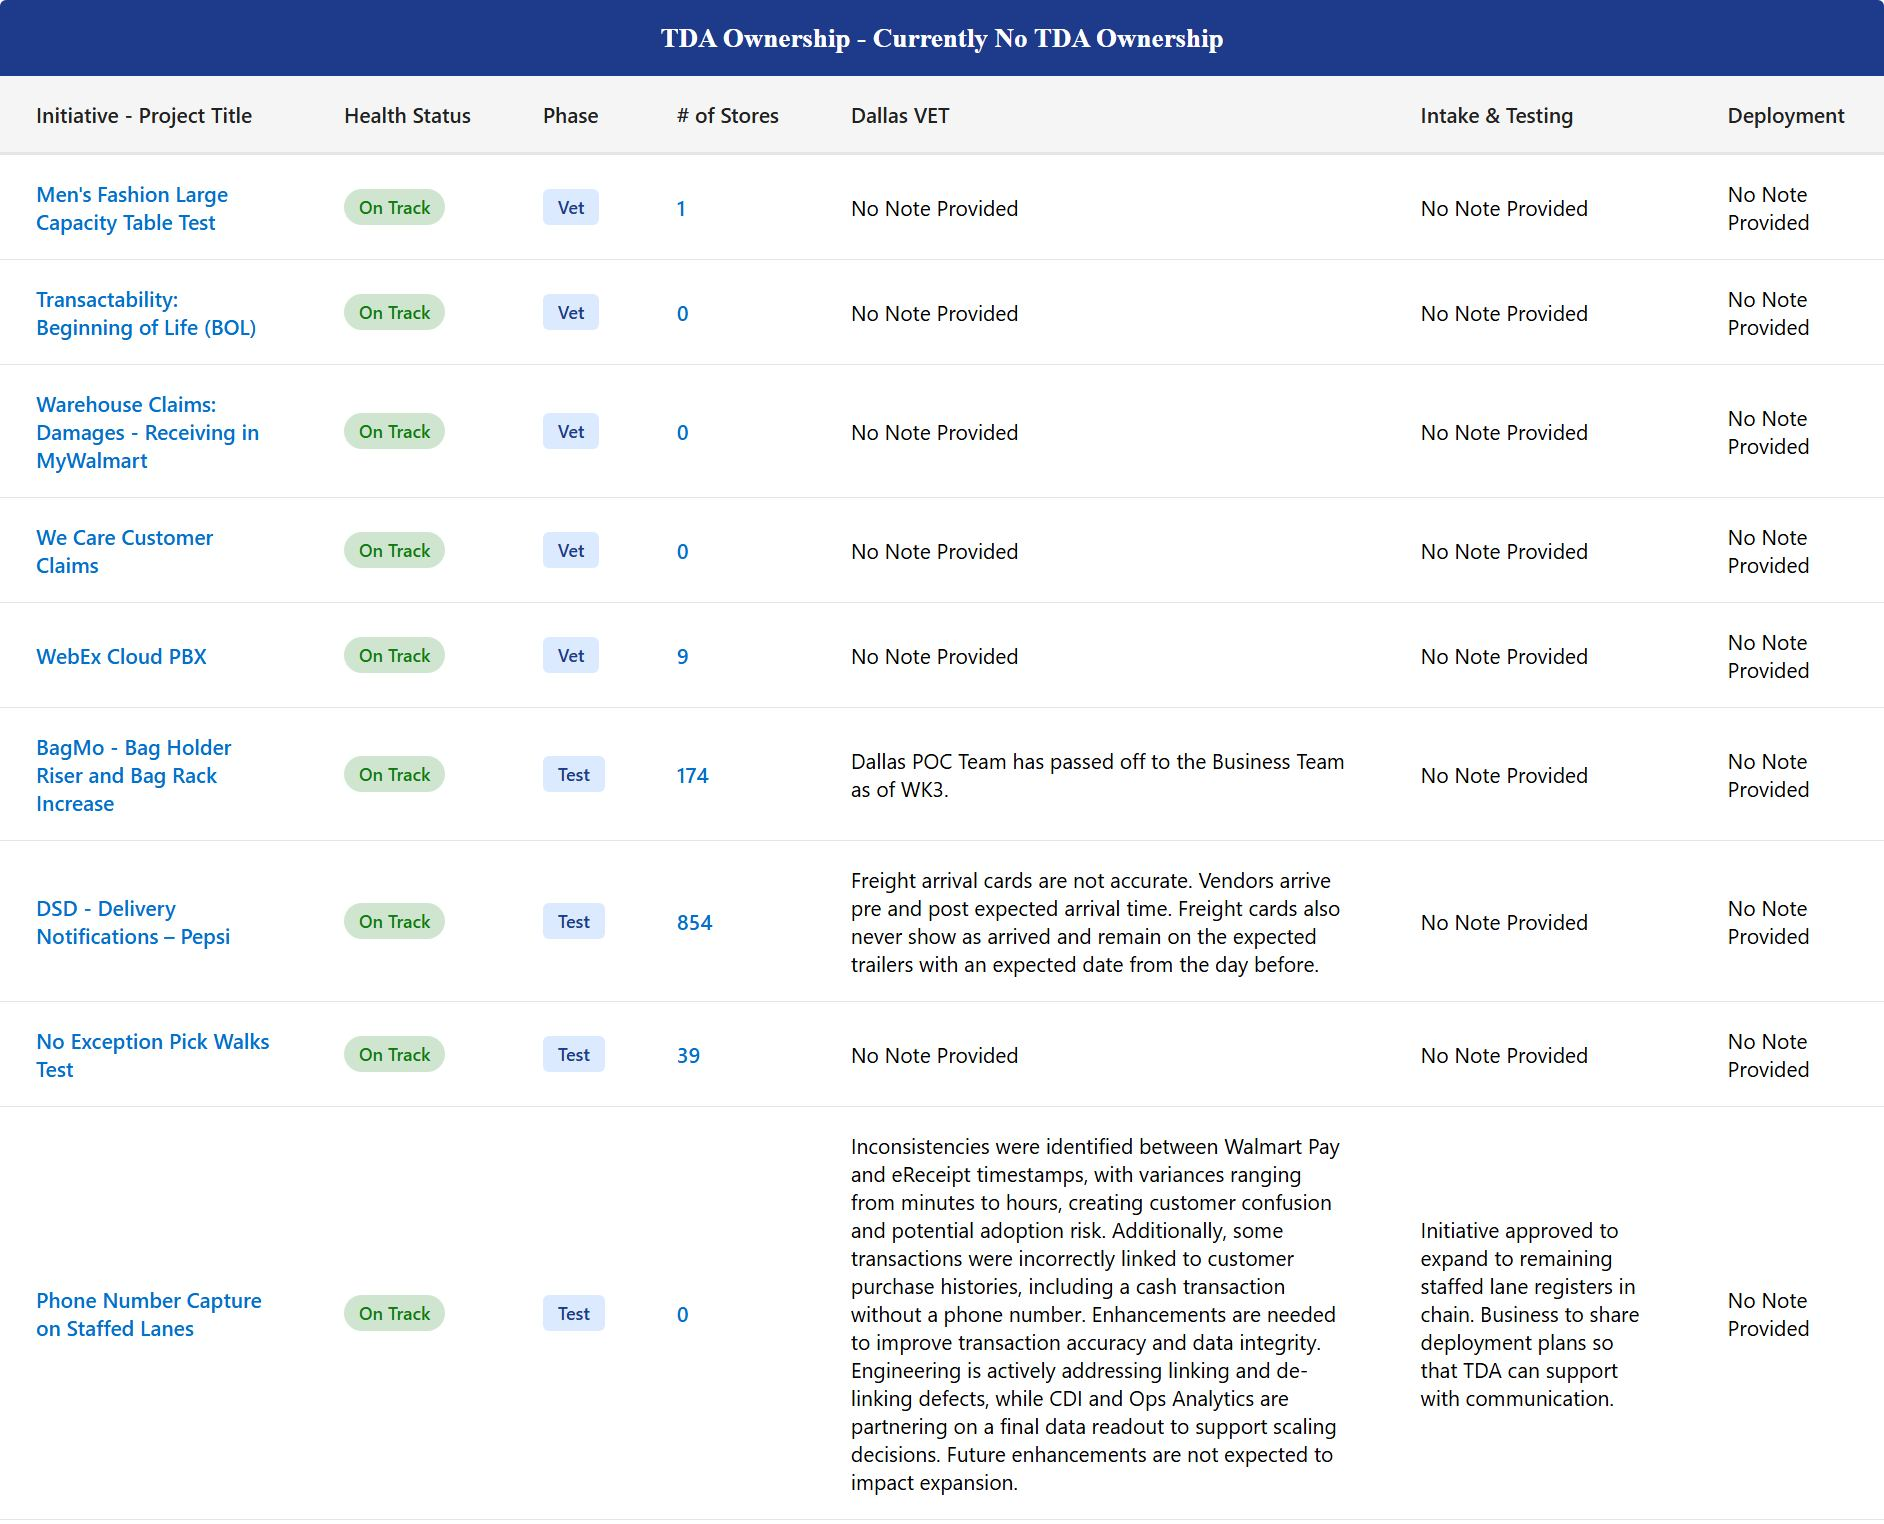 TDA Ownership - Currently No TDA Ownership
Initiative - Project Title
Health Status
Phase
# of Stores
Dallas VET
Intake & Testing
Deployment
Men's Fashion Large
Capacity Table Test
On Track
Vet
1
No Note Provided
No Note Provided
No Note
Provided
Transactability:
Beginning of Life (BOL)
On Track
Vet
0
No Note Provided
No Note Provided
No Note
Provided
Warehouse Claims:
Damages - Receiving in
MyWalmart
On Track
Vet
0
No Note Provided
No Note Provided
No Note
Provided
We Care Customer
Claims
On Track
Vet
0
No Note Provided
No Note Provided
No Note
Provided
WebEx Cloud PBX
On Track
Vet
9
No Note Provided
No Note Provided
No Note
Provided
BagMo - Bag Holder
Riser and Bag Rack
Increase
On Track
Test
174
Dallas POC Team has passed off to the Business Team
as of WK3.
No Note Provided
No Note
Provided
DSD - Delivery
Notifications – Pepsi
On Track
Test
854
Freight arrival cards are not accurate. Vendors arrive
pre and post expected arrival time. Freight cards also
never show as arrived and remain on the expected
trailers with an expected date from the day before.
No Note Provided
No Note
Provided
No Exception Pick Walks
Test
On Track
Test
39
No Note Provided
No Note Provided
No Note
Provided
Phone Number Capture
on Staffed Lanes
On Track
Test
0
Inconsistencies were identified between Walmart Pay
and eReceipt timestamps, with variances ranging
from minutes to hours, creating customer confusion
and potential adoption risk. Additionally, some
transactions were incorrectly linked to customer
purchase histories, including a cash transaction
without a phone number. Enhancements are needed
to improve transaction accuracy and data integrity.
Engineering is actively addressing linking and de-
linking defects, while CDI and Ops Analytics are
partnering on a final data readout to support scaling
decisions. Future enhancements are not expected to
impact expansion.
Initiative approved to
expand to remaining
staffed lane registers in
chain. Business to share
deployment plans so
that TDA can support
with communication.
No Note
Provided